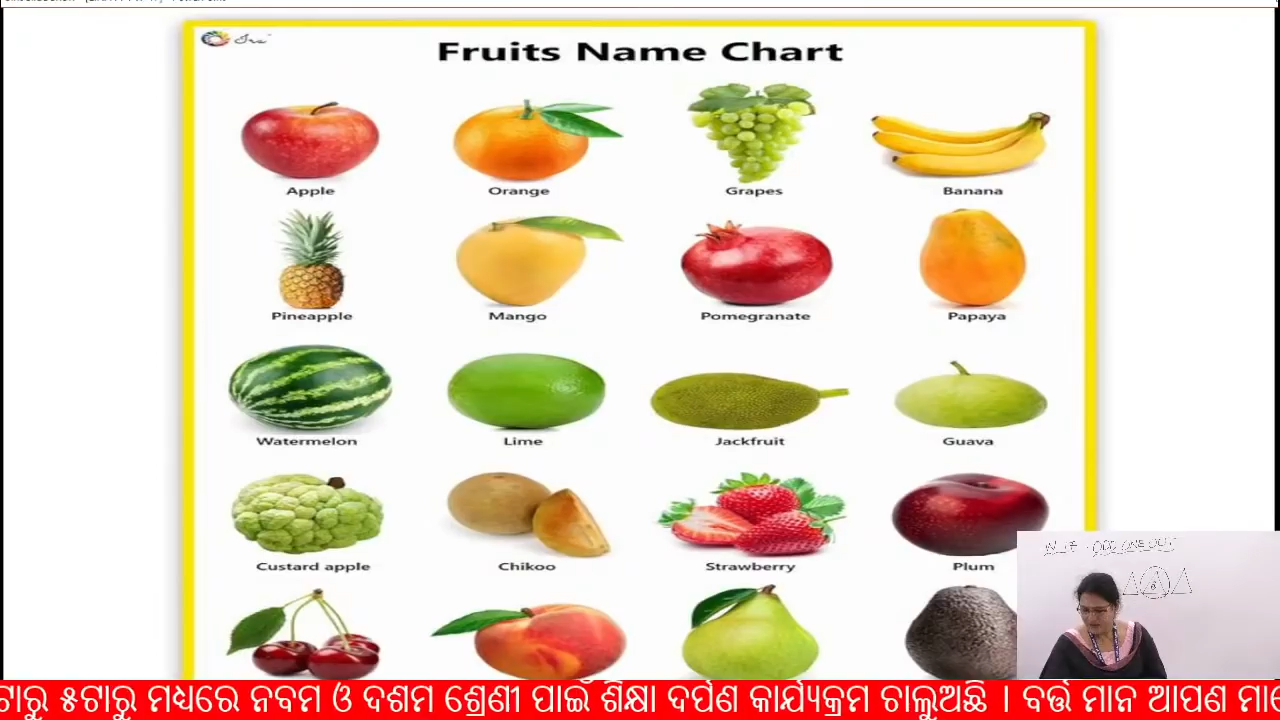 Fruits Name Chart
Apple
Orange
Grapes
Banana
Pineapple
Mango
Pomegranate
Papaya
Watermelon
Lime
Jackfruit
Guava
Custard apple
Chikoo
Strawberry
Plum
ଟାରୁ ୫ଟାରୁ ମଧ୍ୟରେ ନବମ ଓ ଦଶମ ଶ୍ରେଣୀ ପାଇଁ ଶିକ୍ଷା ଦର୍ପଣ କାର୍ଯ୍ୟକ୍ରମ ଚାଲୁଅଛି । ବର୍ତ୍ତମାନ ଆପଣ